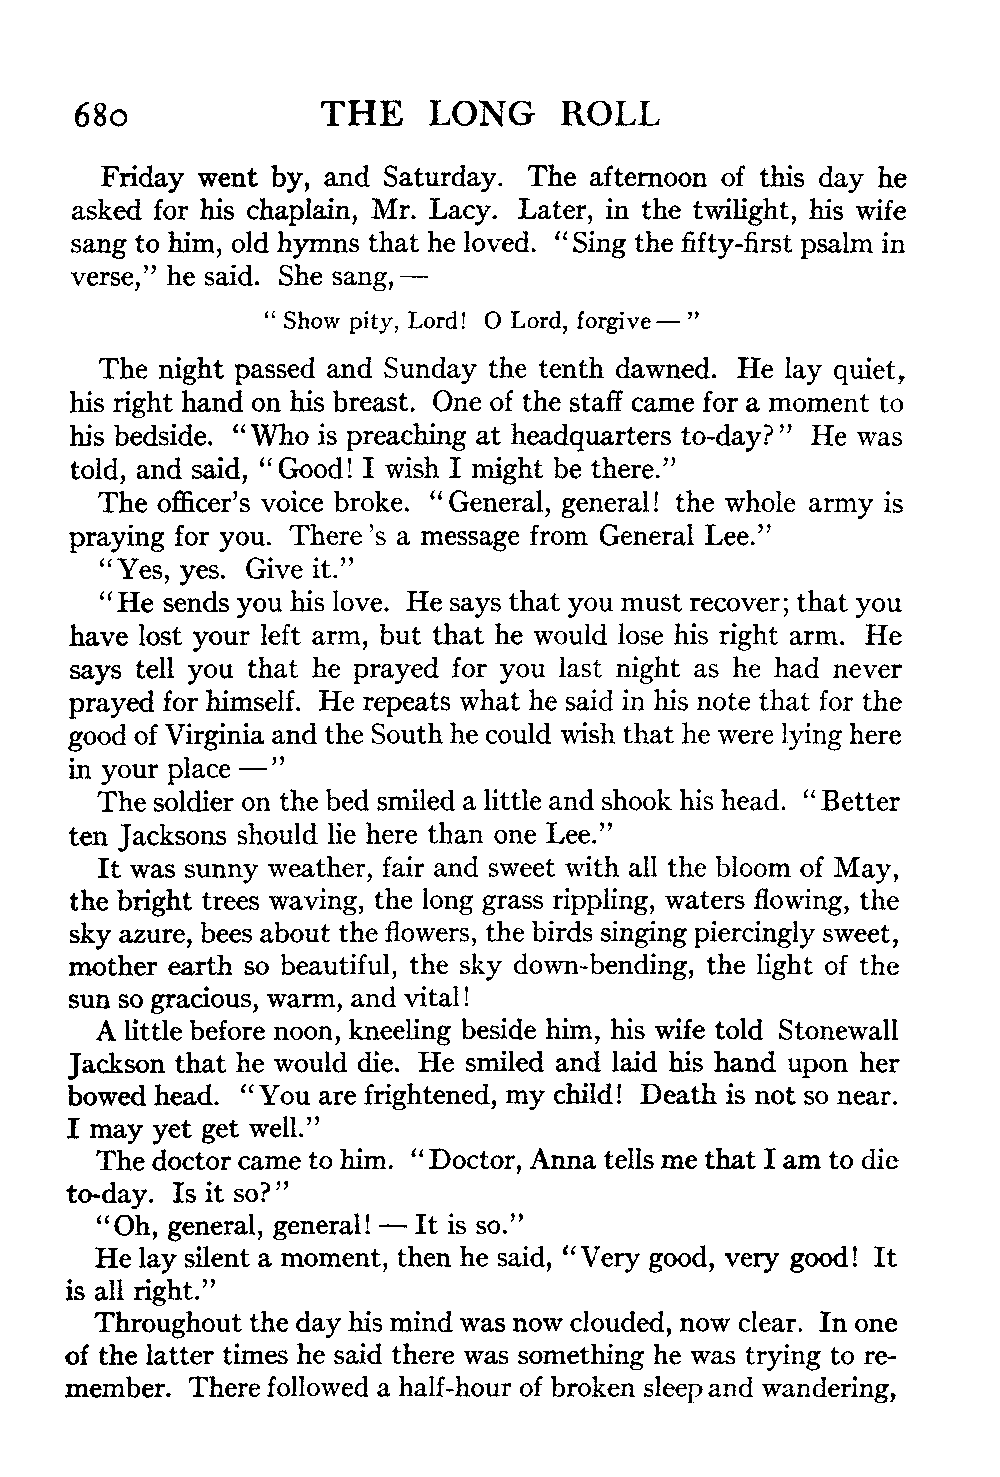 680 THE LONG ROLL
Friday went by, and Saturday. The afternoon of this day he
asked for his chaplain, Mr. Lacy. Later, in the twilight, his wife
sang to him, old hymns that he loved. "Sing the fifty-first psalm in
verse," he said. She sang, —
"Show pity, Lord! O Lord, forgive — "
The night passed and Sunday the tenth dawned. He lay quiet,
his right hand on his breast. One of the staff came for a moment to
his bedside. "Who is preaching at headquarters to-day?" He was
told, and said, "Good! I wish I might be there."
The officer's voice broke. "General, general! the whole army is
praying for you. There 's a message from General Lee."
"Yes, yes. Give it."
"He sends you his love. He says that you must recover; that you
have lost your left arm, but that he would lose his right arm. He
says tell you that he prayed for you last night as he had never
prayed for himself. He repeats what he said in his note that for the
good of Virginia and the South he could wish that he were lying here
in your place —"
The soldier on the bed smiled a little and shook his head. "Better
ten Jacksons should lie here than one Lee."
It was sunny weather, fair and sweet with all the bloom of May,
the bright trees waving, the long grass rippling, waters flowing, the
sky azure, bees about the flowers, the birds singing piercingly sweet,
mother earth so beautiful, the sky down-bending, the light of the
sun so gracious, warm, and vital!
A little before noon, kneeling beside him, his wife told Stonewall
Jackson that he would die. He smiled and laid his hand upon her
bowed head. "You are frightened, my child! Death is not so near.
I may yet get well."
The doctor came to him. "Doctor, Anna tells me that I am to die
to-day. Is it so?"
"Oh, general, general! — It is so."
He lay silent a moment, then he said, "Very good, very good! It
is all right."
Throughout the day his mind was now clouded, now clear. In one
of the latter times he said there was something he was trying to re-
member. There followed a half-hour of broken sleep and wandering,